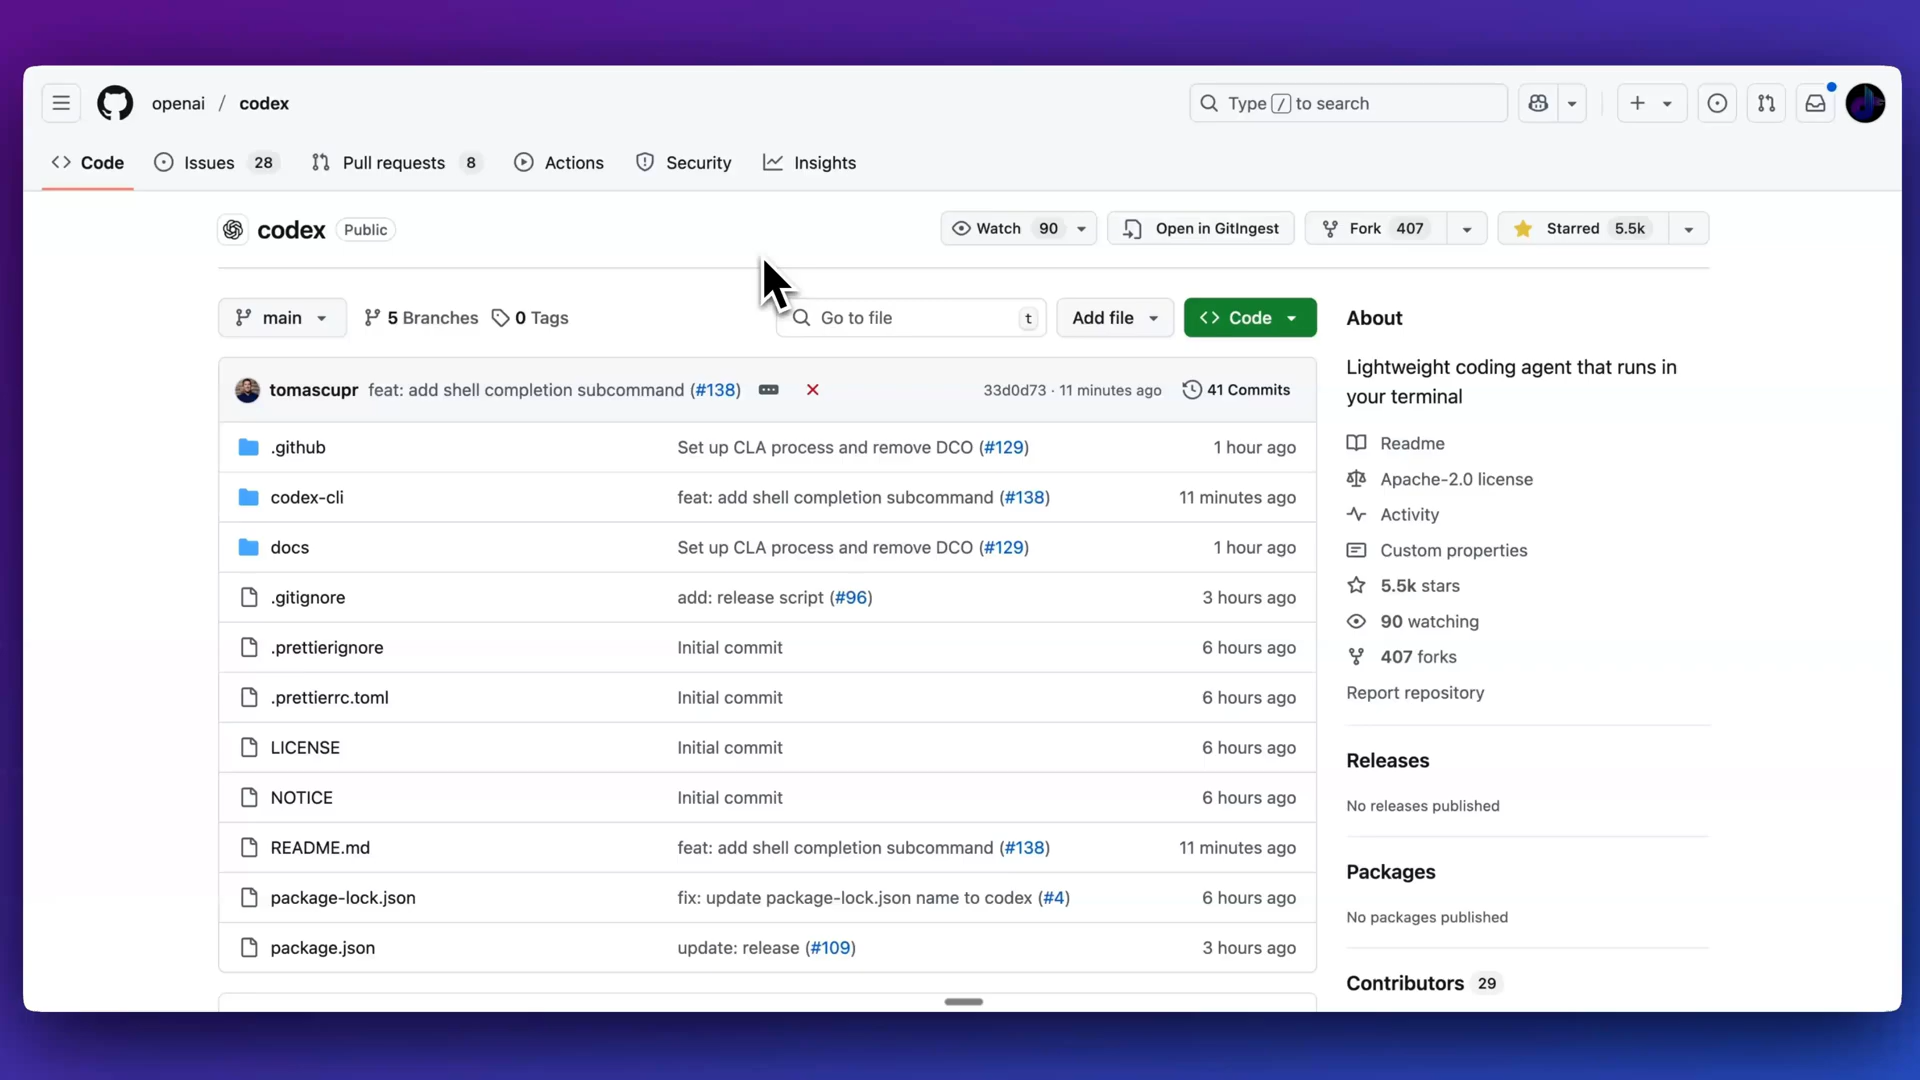 openai / codex
Type / to search
Code
Issues 28
Pull requests 8
Actions
Security
Insights
codex Public
Watch 90
Open in GitIngest
Fork 407
Starred 5.5k
main
5 Branches
0 Tags
Go to file t
Add file
Code
tomascupr feat: add shell completion subcommand (#138)
33d0d73 · 11 minutes ago
41 Commits
.github Set up CLA process and remove DCO (#129) 1 hour ago
codex-cli feat: add shell completion subcommand (#138) 11 minutes ago
docs Set up CLA process and remove DCO (#129) 1 hour ago
.gitignore add: release script (#96) 3 hours ago
.prettierignore Initial commit 6 hours ago
.prettierrc.toml Initial commit 6 hours ago
LICENSE Initial commit 6 hours ago
NOTICE Initial commit 6 hours ago
README.md feat: add shell completion subcommand (#138) 11 minutes ago
package-lock.json fix: update package-lock.json name to codex (#4) 6 hours ago
package.json update: release (#109) 3 hours ago
About
Lightweight coding agent that runs in
your terminal
Readme
Apache-2.0 license
Activity
Custom properties
5.5k stars
90 watching
407 forks
Report repository
Releases
No releases published
Packages
No packages published
Contributors 29